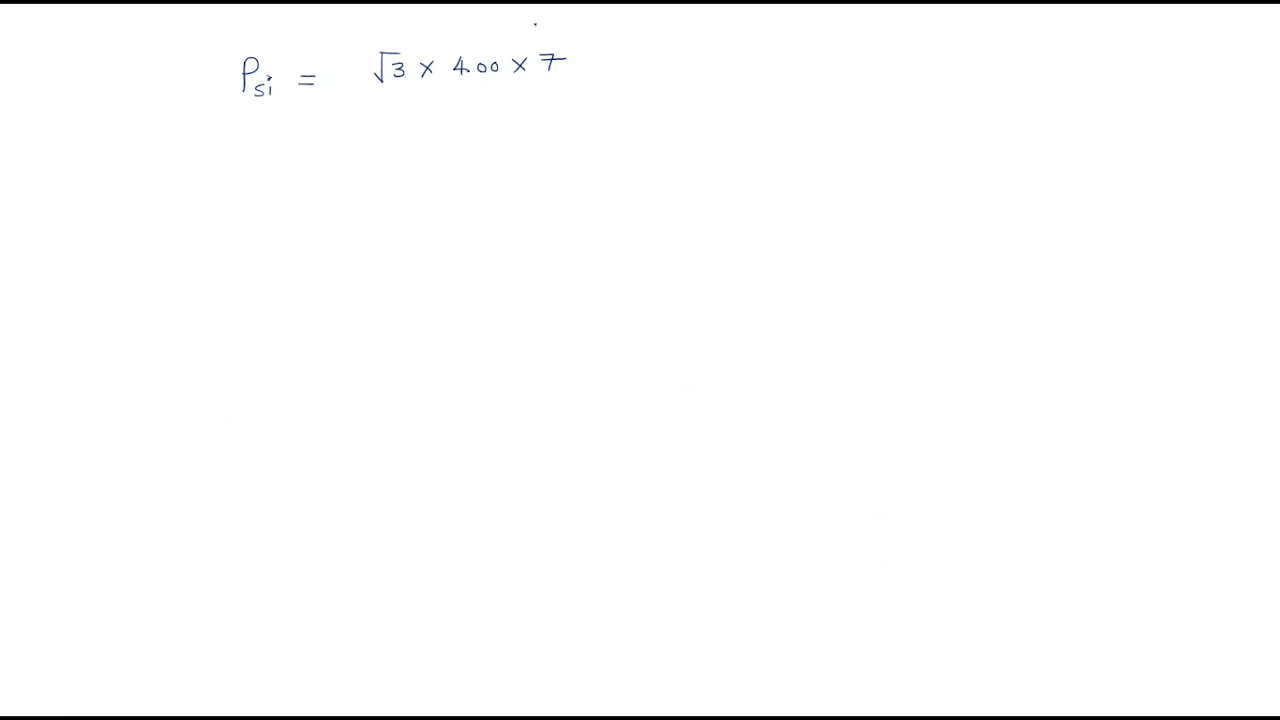 Psi = √3 × 400 × 7